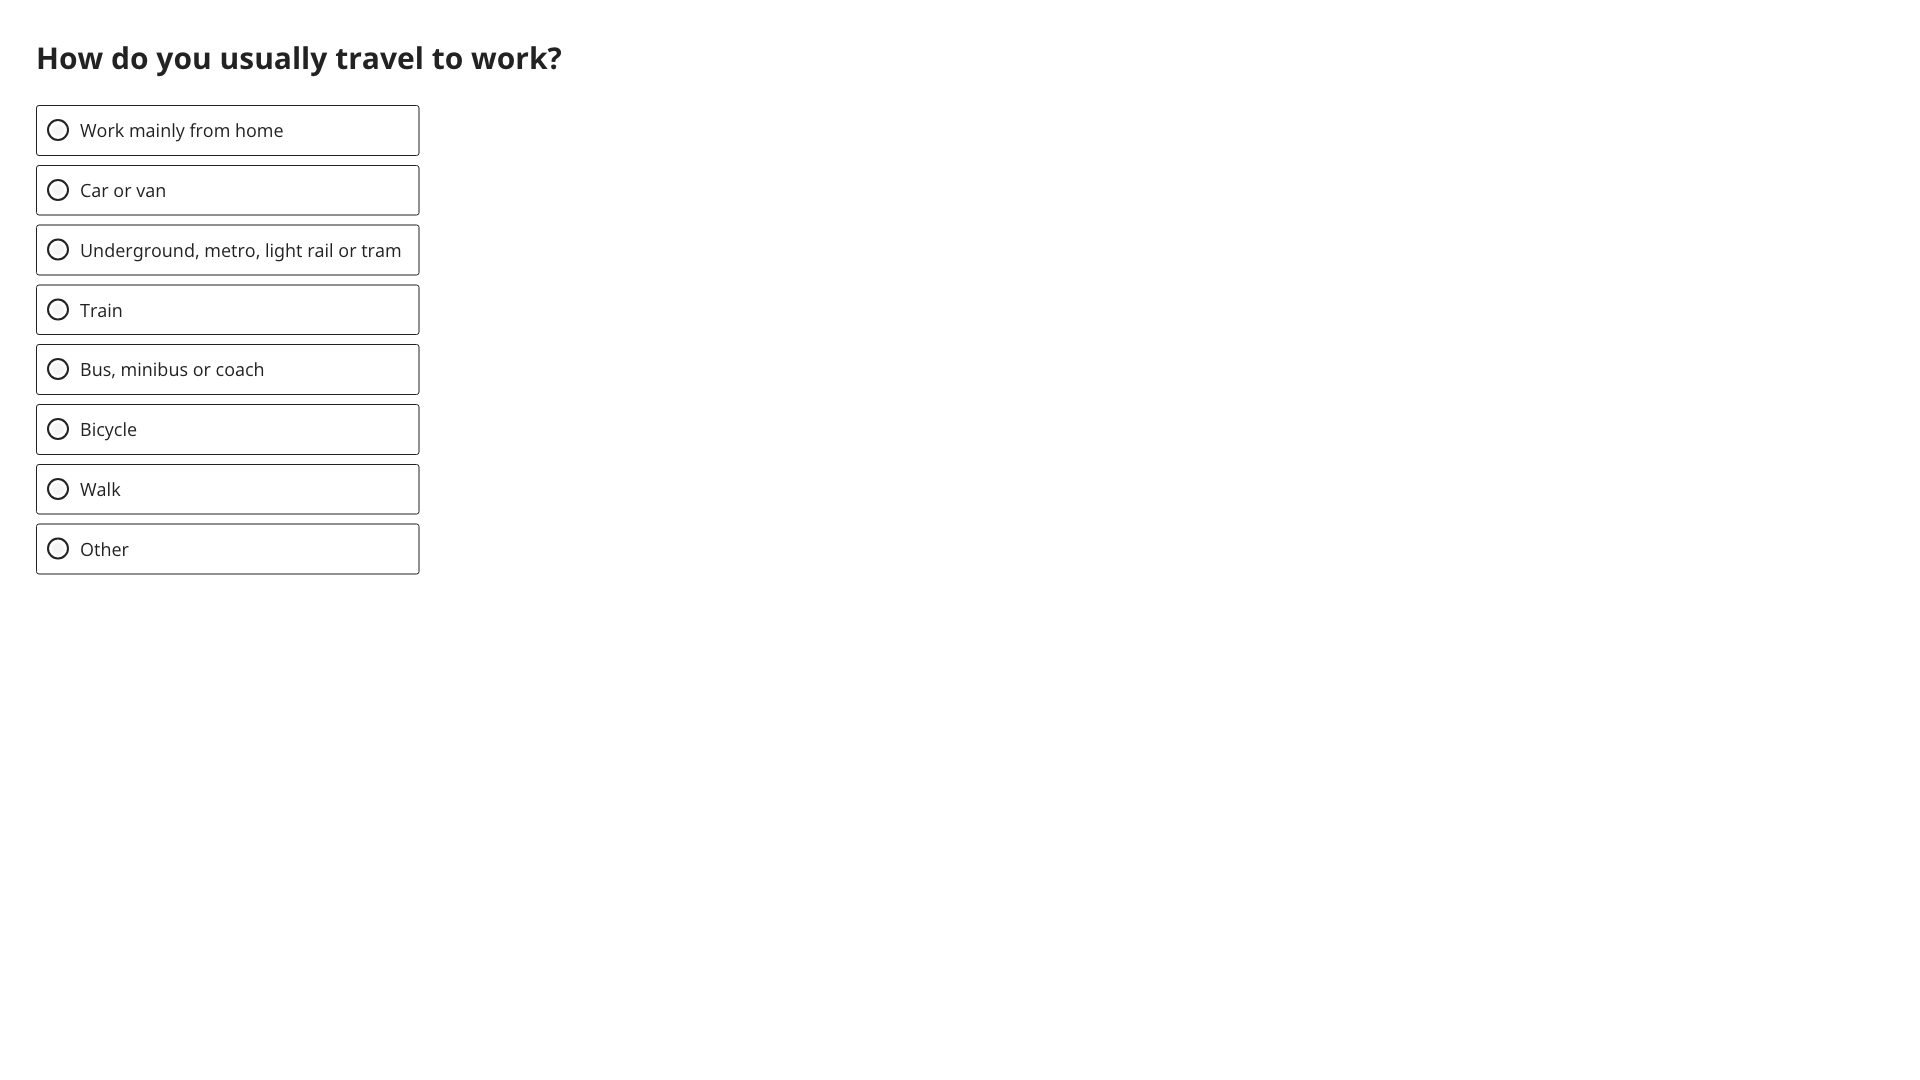 How do you usually travel to work?
Work mainly from home
Car or van
Underground, metro, light rail or tram
Train
Bus, minibus or coach
Bicycle
Walk
Other